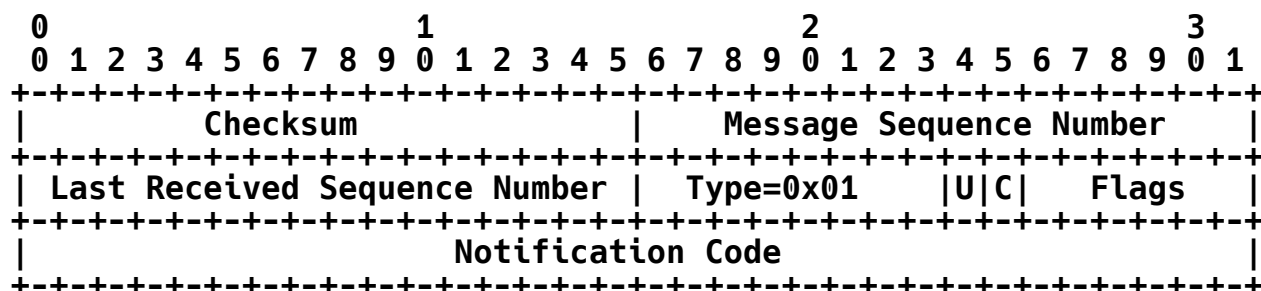 0                   1                   2                   3
 0 1 2 3 4 5 6 7 8 9 0 1 2 3 4 5 6 7 8 9 0 1 2 3 4 5 6 7 8 9 0 1
+-+-+-+-+-+-+-+-+-+-+-+-+-+-+-+-+-+-+-+-+-+-+-+-+-+-+-+-+-+-+-+-+
|         Checksum              |    Message Sequence Number    |
+-+-+-+-+-+-+-+-+-+-+-+-+-+-+-+-+-+-+-+-+-+-+-+-+-+-+-+-+-+-+-+-+
| Last Received Sequence Number |  Type=0x01    |U|C|   Flags   |
+-+-+-+-+-+-+-+-+-+-+-+-+-+-+-+-+-+-+-+-+-+-+-+-+-+-+-+-+-+-+-+-+
|                      Notification Code                        |
+-+-+-+-+-+-+-+-+-+-+-+-+-+-+-+-+-+-+-+-+-+-+-+-+-+-+-+-+-+-+-+-+